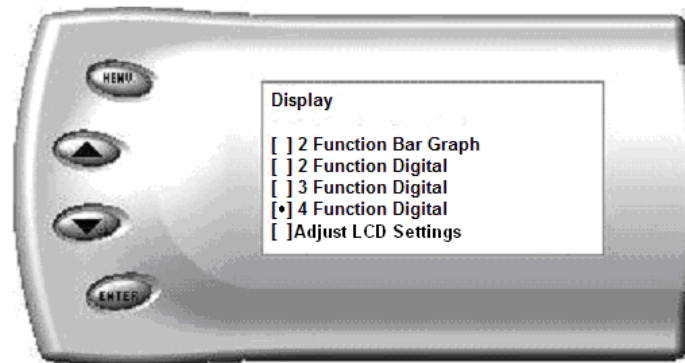 MENU
Display
[ ] 2 Function Bar Graph
[ ] 2 Function Digital
[ ] 3 Function Digital
[•] 4 Function Digital
[ ]Adjust LCD Settings
ENTER